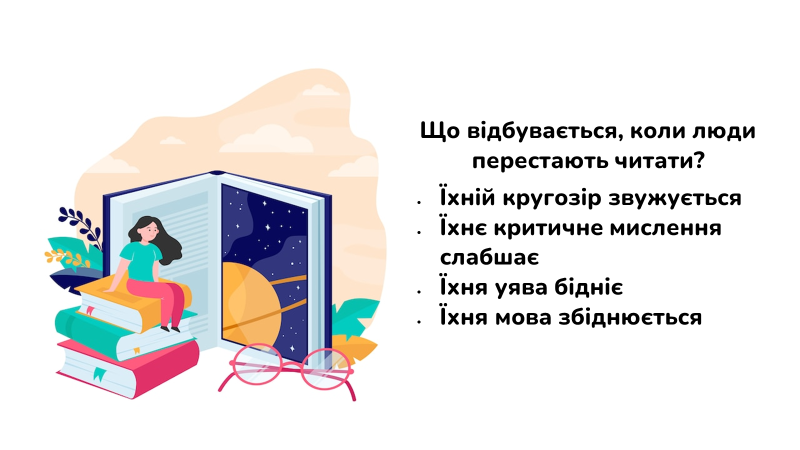 Що відбувається, коли люди
перестають читати?
. Їхній кругозір звужується
. Їхнє критичне мислення
слабшає
. Їхня уява бідніє
. Їхня мова збіднюється